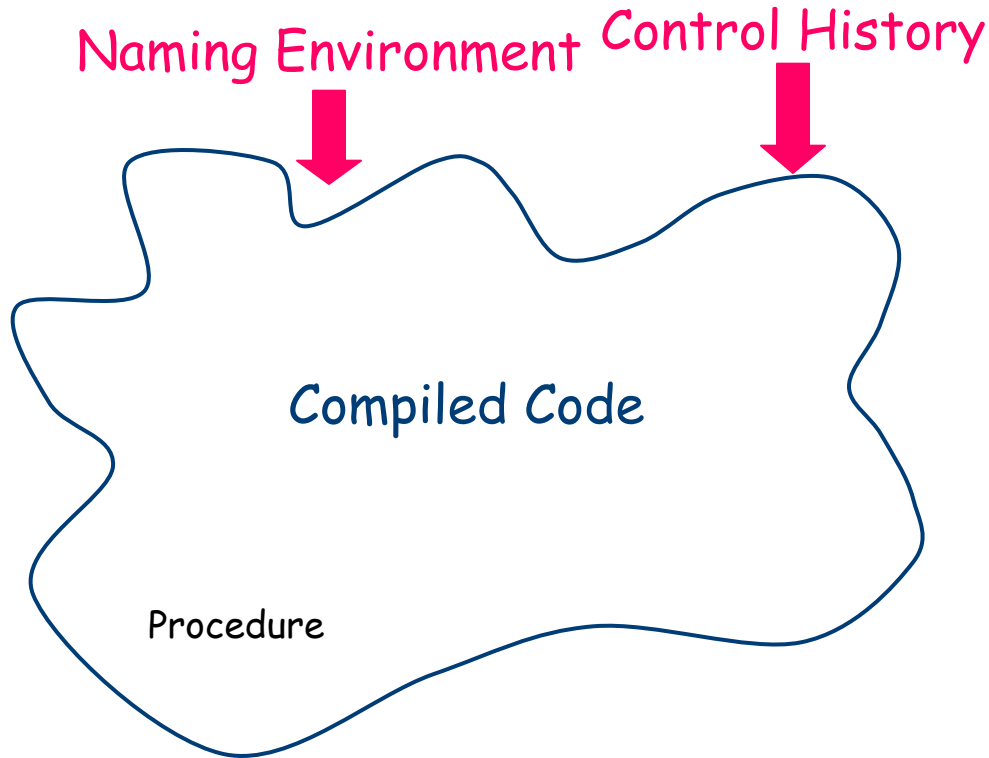 Naming Environment
Control History
Compiled Code
Procedure